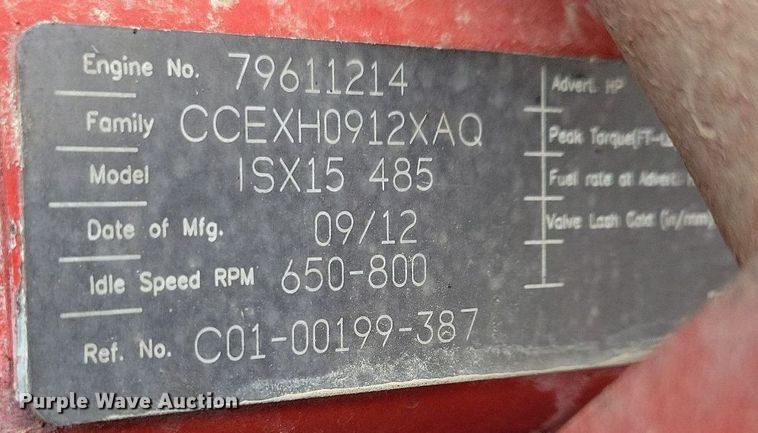 Engine No. 79611214
Family CCEXH0912XAQ
Model ISX15 485
Date of Mfg. 09/12
Idle Speed RPM 650-800
Ref. No. C01-00199-387
Advert. HP
Peak Torque(FT-
Fuel rate at Advert.
Valve Lash Cold (in/mm)
Purple Wave Auction